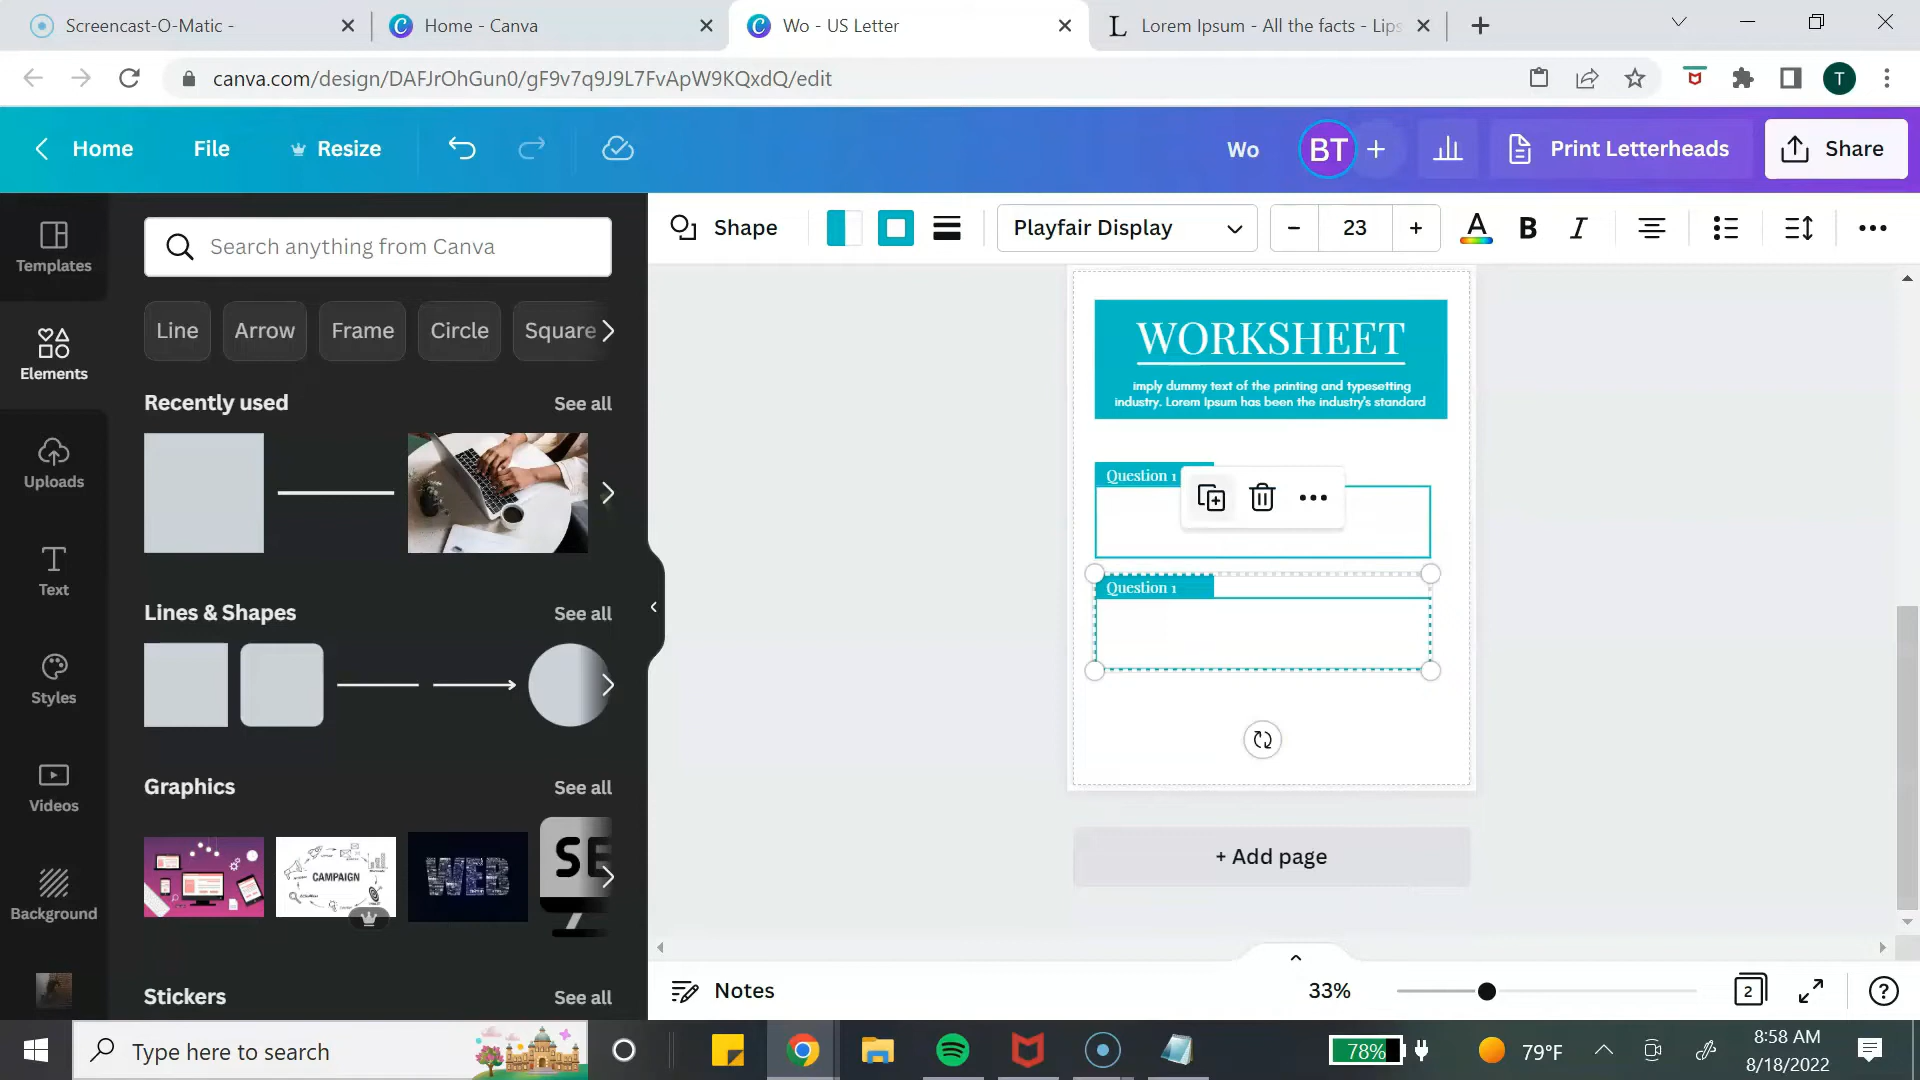 Screencast-O-Matic -
Home - Canva
Wo - US Letter
L
Lorem Ipsum - All the facts - Lips
canva.com/design/DAFJrOhGun0/gF9v7q9J9L7FvApW9KQxdQ/edit
T
Home
File
Resize
Wo
BT
Print Letterheads
Share
Templates
Elements
Uploads
Text
Styles
Videos
Background
Search anything from Canva
Line
Arrow
Frame
Circle
Square
Recently used
See all
Lines & Shapes
See all
Graphics
See all
CAMPAIGN
WEB
SE
Stickers
See all
Shape
Playfair Display
23
A
B
I
WORKSHEET
imply dummy text of the printing and typesetting
industry. Lorem Ipsum has been the industry's standard
Question 1
Question 1
+ Add page
Notes
33%
2
Type here to search
78%
79°F
8:58 AM
8/18/2022